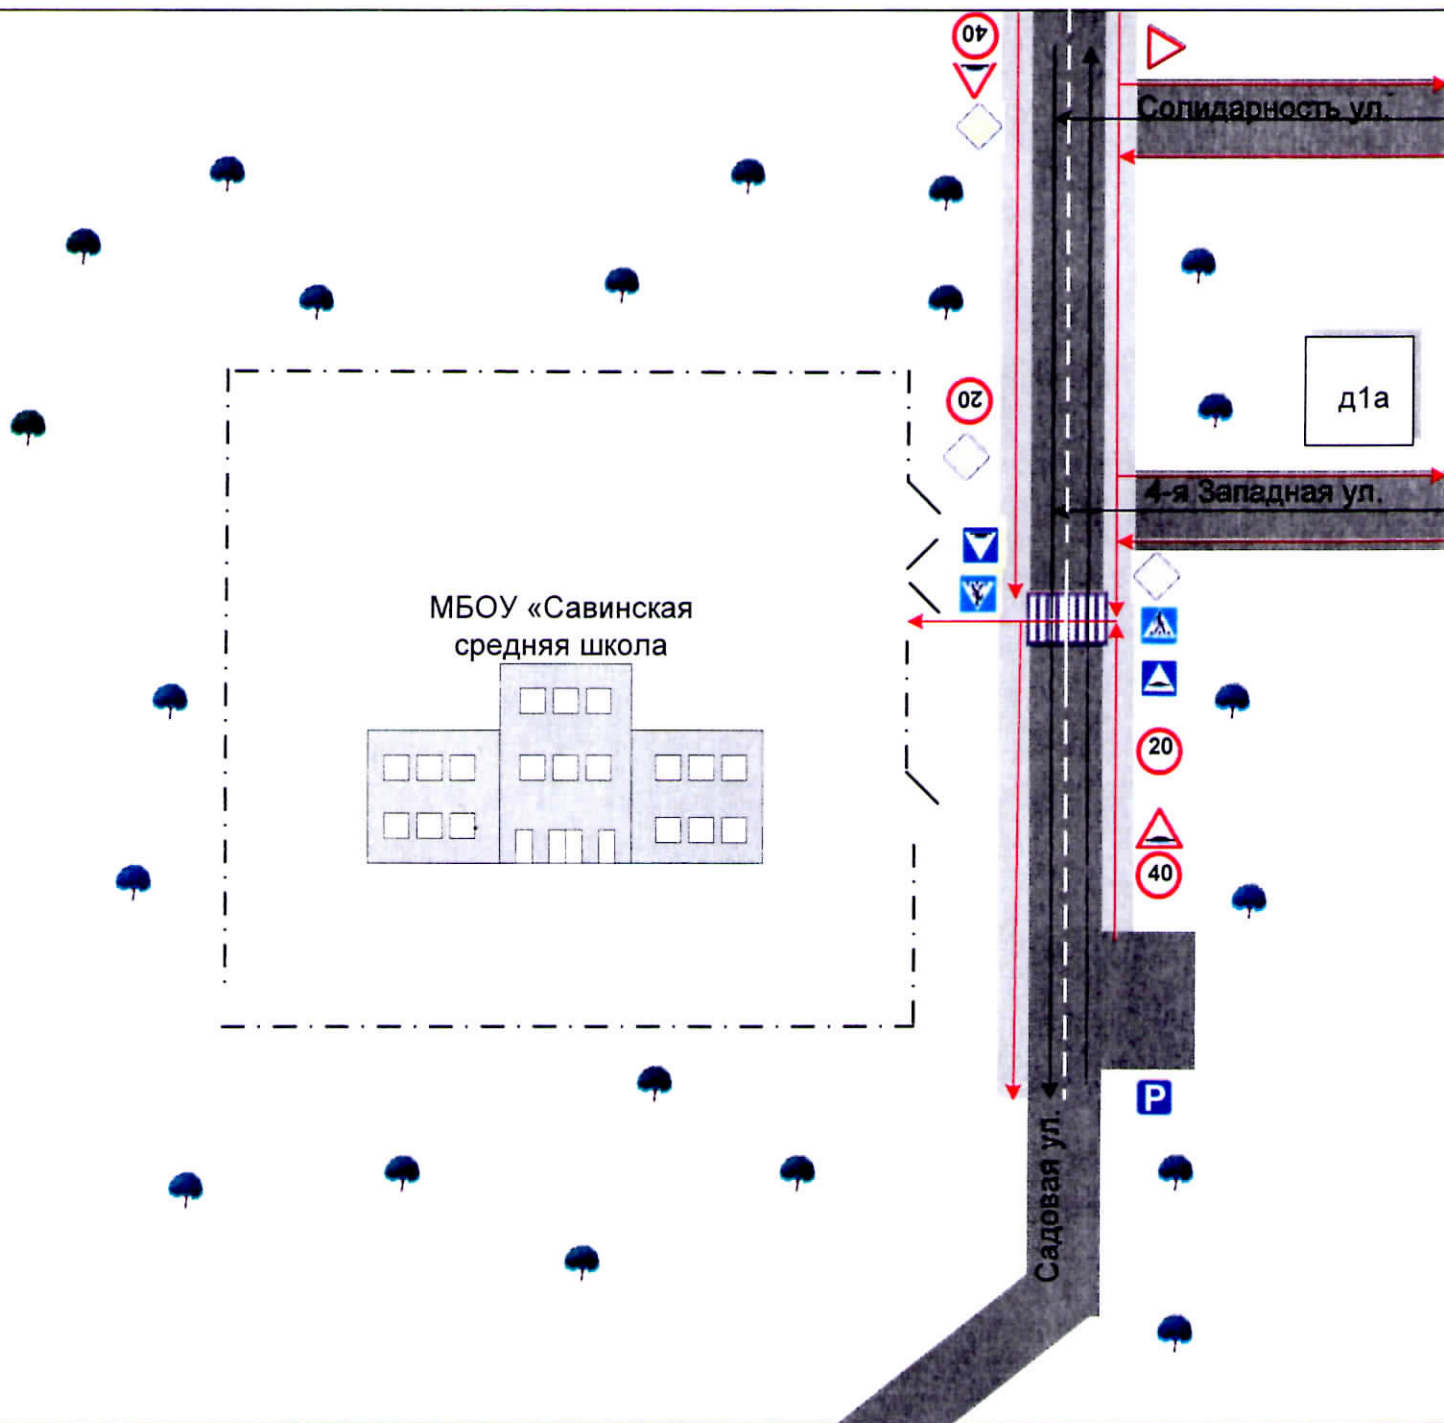 40
Солидарность ул.
20
д1а
4-я Западная ул.
МБОУ «Савинская
средняя школа
20
40
P
Садовая ул.